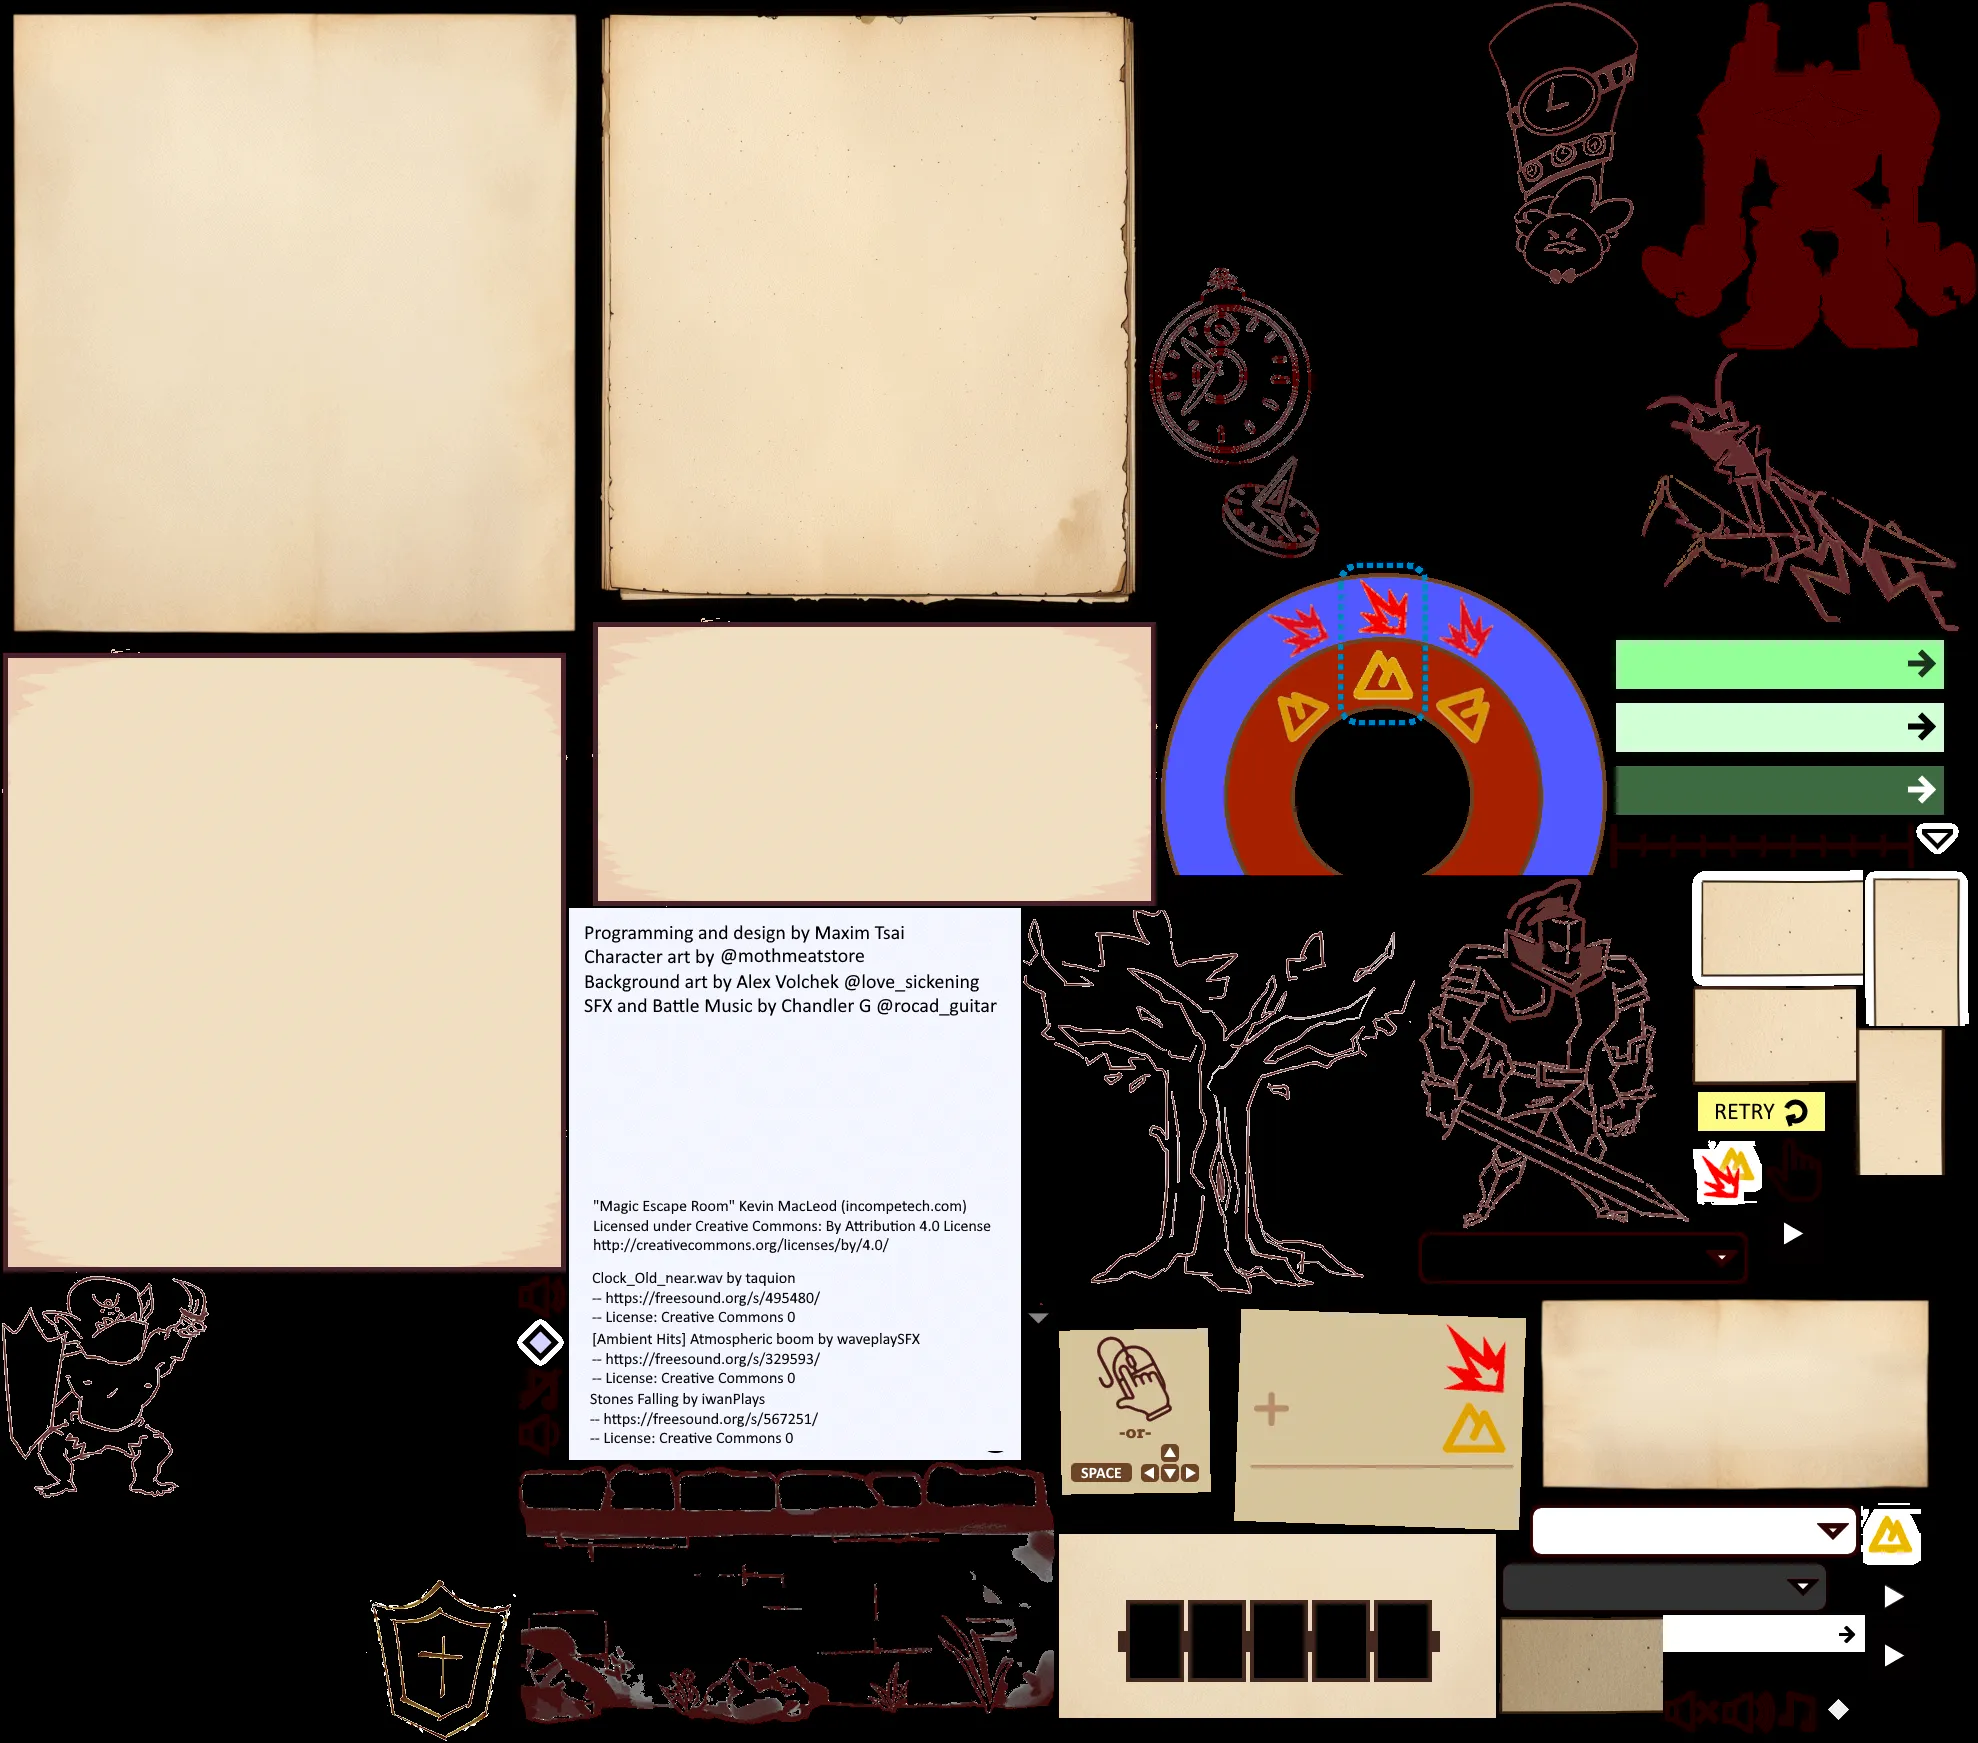 Programming and design by Maxim Tsai
Character art by @mothmeatstore
Background art by Alex Volchek @love_sickening
SFX and Battle Music by Chandler G @rocad_guitar
"Magic Escape Room" Kevin MacLeod (incompetech.com)
Licensed under Creative Commons: By Attribution 4.0 License
http://creativecommons.org/licenses/by/4.0/
Clock_Old_near.wav by taquion
-- https://freesound.org/s/495480/
-- License: Creative Commons 0
[Ambient Hits] Atmospheric boom by waveplaySFX
-- https://freesound.org/s/329593/
-- License: Creative Commons 0
Stones Falling by iwanPlays
-- https://freesound.org/s/567251/
-- License: Creative Commons 0
RETRY
-or-
SPACE